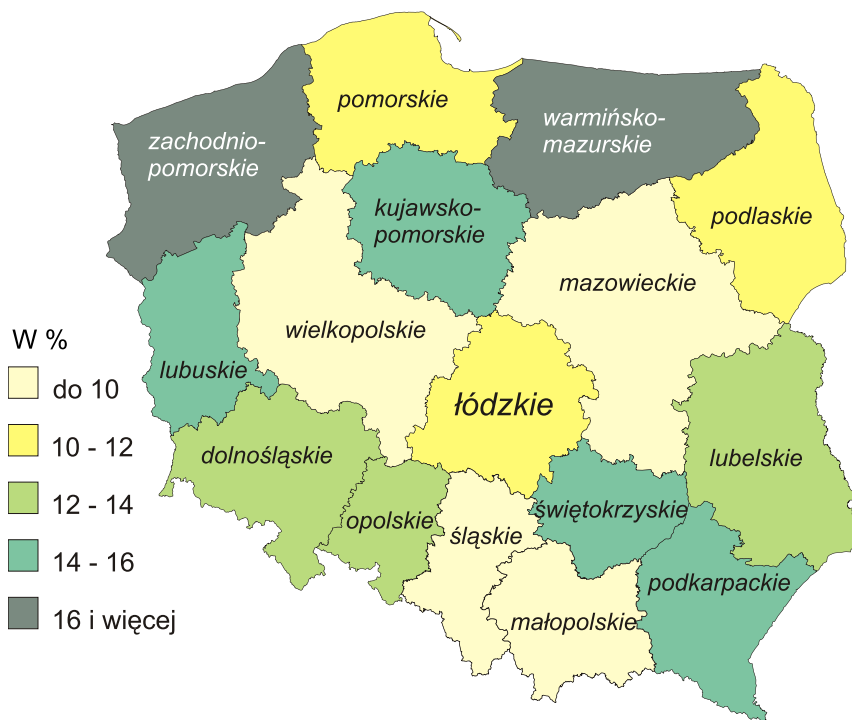 pomorskie
zachodnio-
pomorskie
warmińsko-
mazurskie
podlaskie
kujawsko-
pomorskie
mazowieckie
wielkopolskie
lubuskie
łódzkie
dolnośląskie
lubelskie
opolskie
śląskie
świętokrzyskie
podkarpackie
małopolskie
W %
do 10
10 - 12
12 - 14
14 - 16
16 i więcej